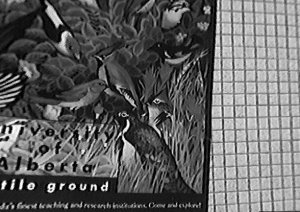 niversity
of
Alberta
tile ground
da's finest teaching and research institutions. Come and explore!